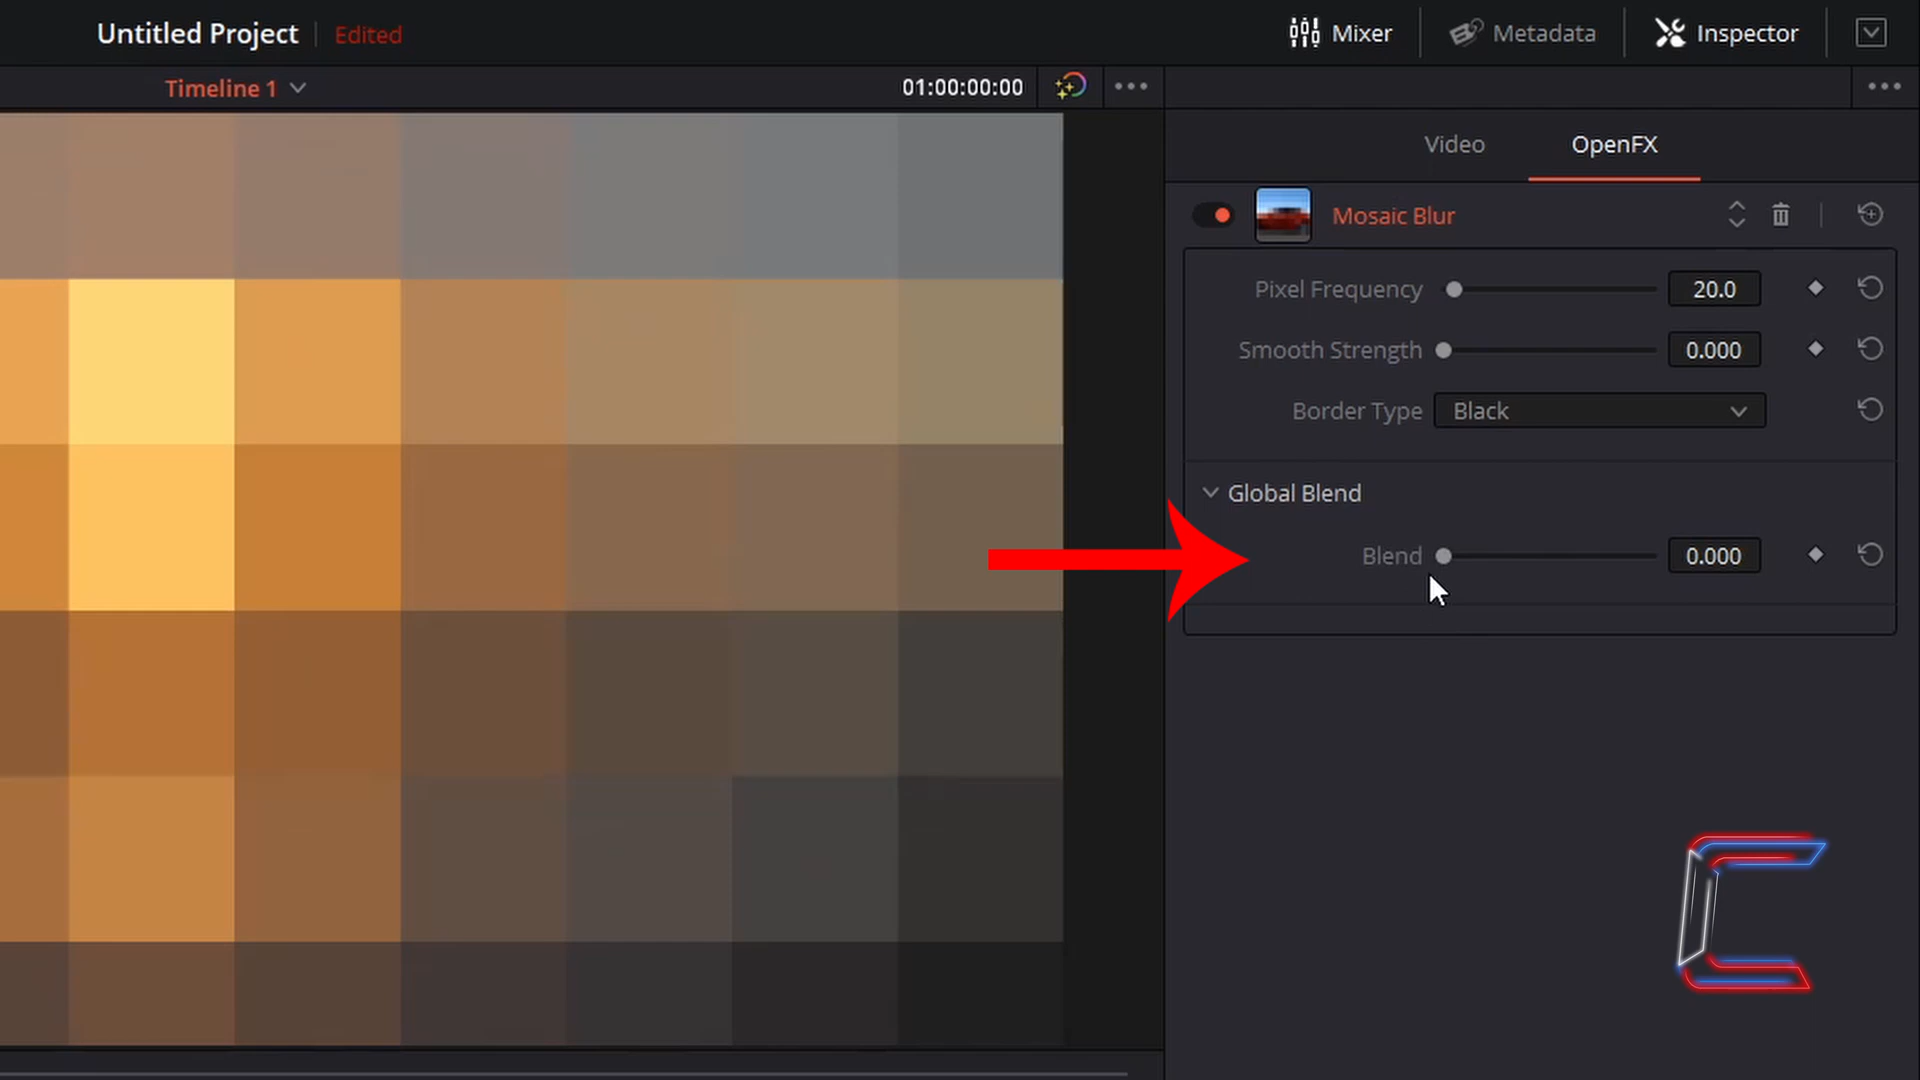 Untitled Project Edited Mixer Metadata Inspector
Timeline 1 01:00:00:00
Video OpenFX
Mosaic Blur
Pixel Frequency 20.0
Smooth Strength 0.000
Border Type Black
Global Blend
Blend 0.000